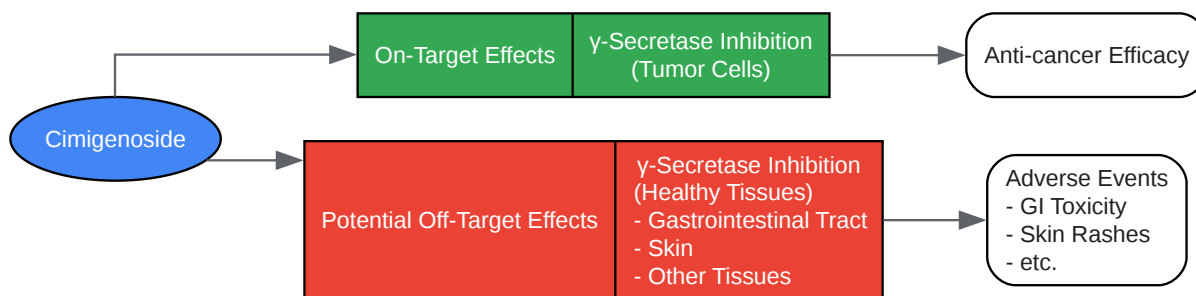 Cimigenoside
On-Target Effects
γ-Secretase Inhibition
(Tumor Cells)
Anti-cancer Efficacy
Potential Off-Target Effects
γ-Secretase Inhibition
(Healthy Tissues)
- Gastrointestinal Tract
- Skin
- Other Tissues
Adverse Events
- GI Toxicity
- Skin Rashes
- etc.